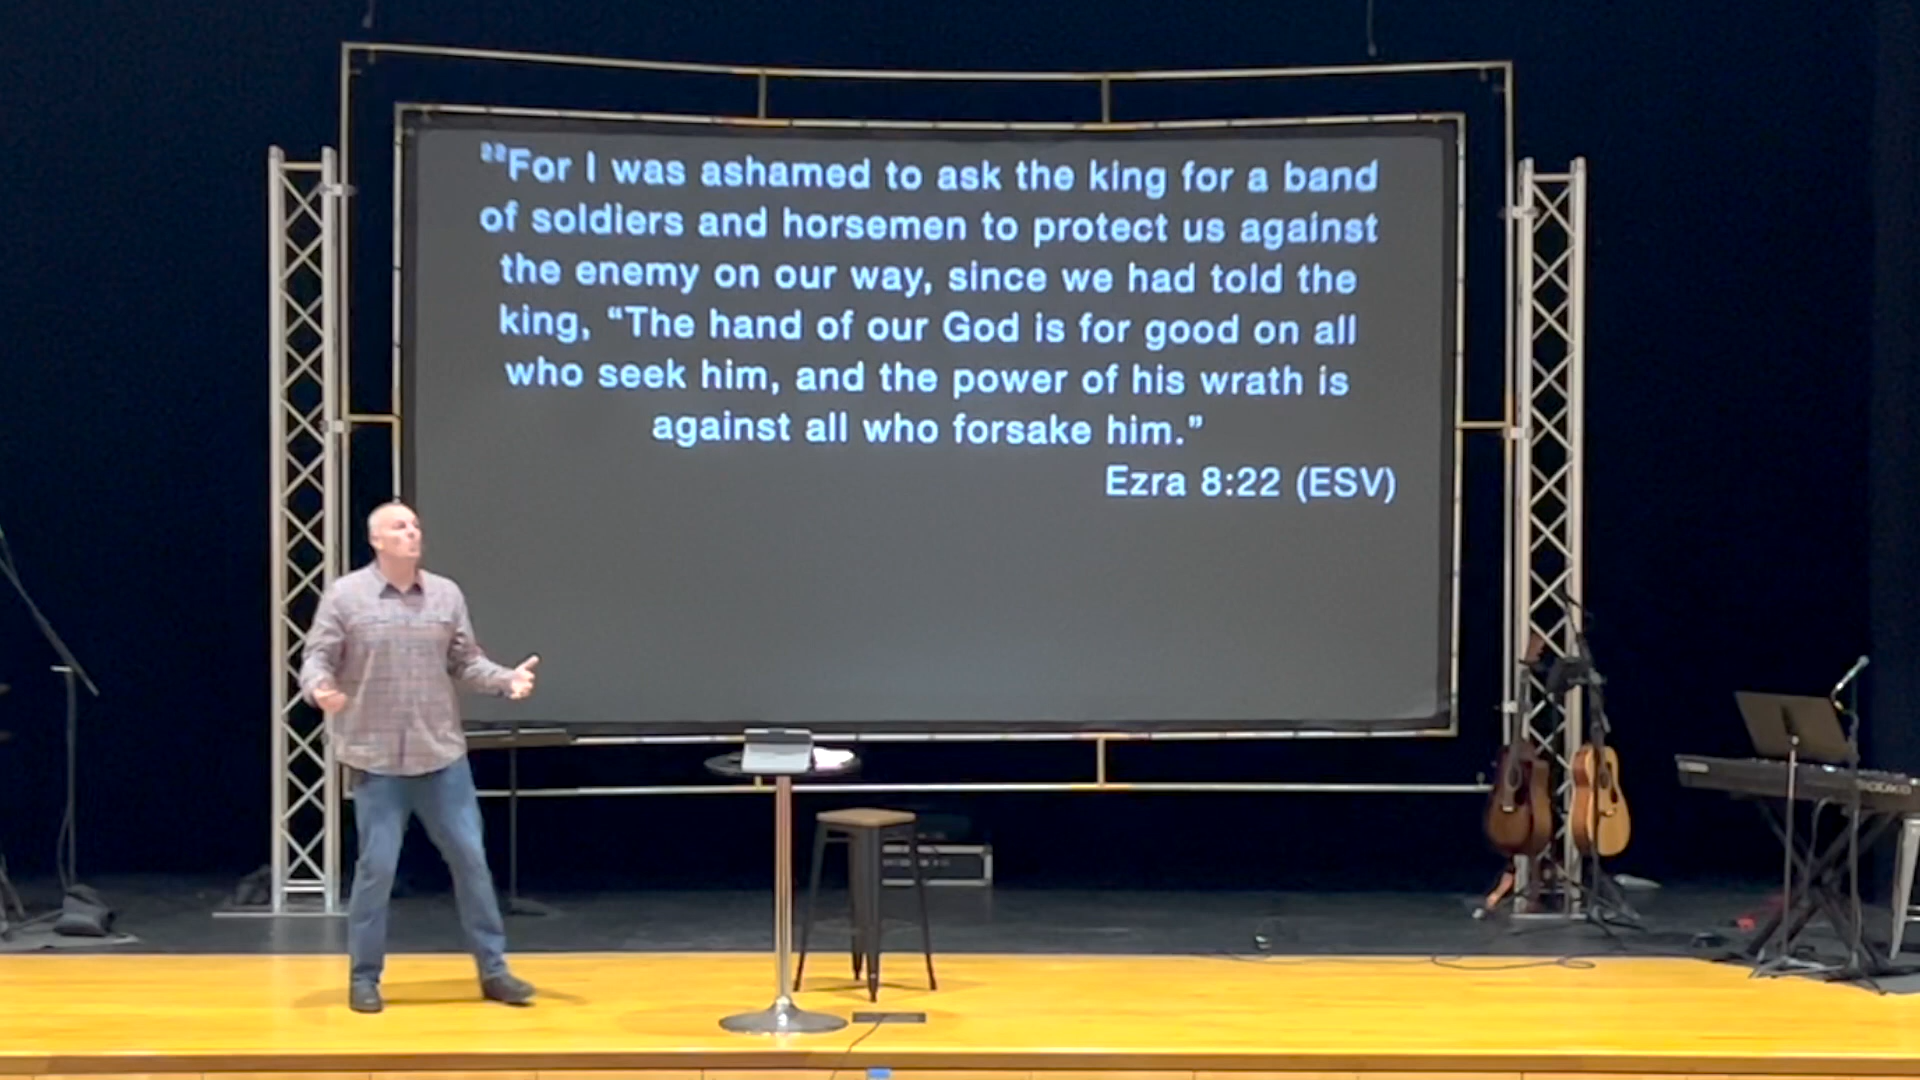 ²²For I was ashamed to ask the king for a band
of soldiers and horsemen to protect us against
the enemy on our way, since we had told the
king, “The hand of our God is for good on all
who seek him, and the power of his wrath is
against all who forsake him.”
Ezra 8:22 (ESV)